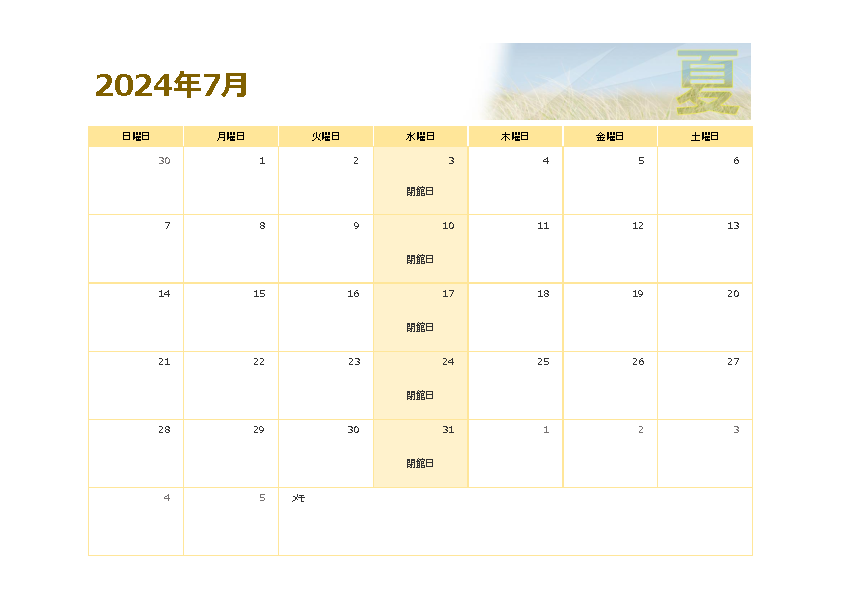 2024年7月
夏
日曜日 月曜日 火曜日 水曜日 木曜日 金曜日 土曜日
30 1 2 3 4 5 6
閉館日
7 8 9 10 11 12 13
閉館日
14 15 16 17 18 19 20
閉館日
21 22 23 24 25 26 27
閉館日
28 29 30 31 1 2 3
閉館日
4 5 メモ